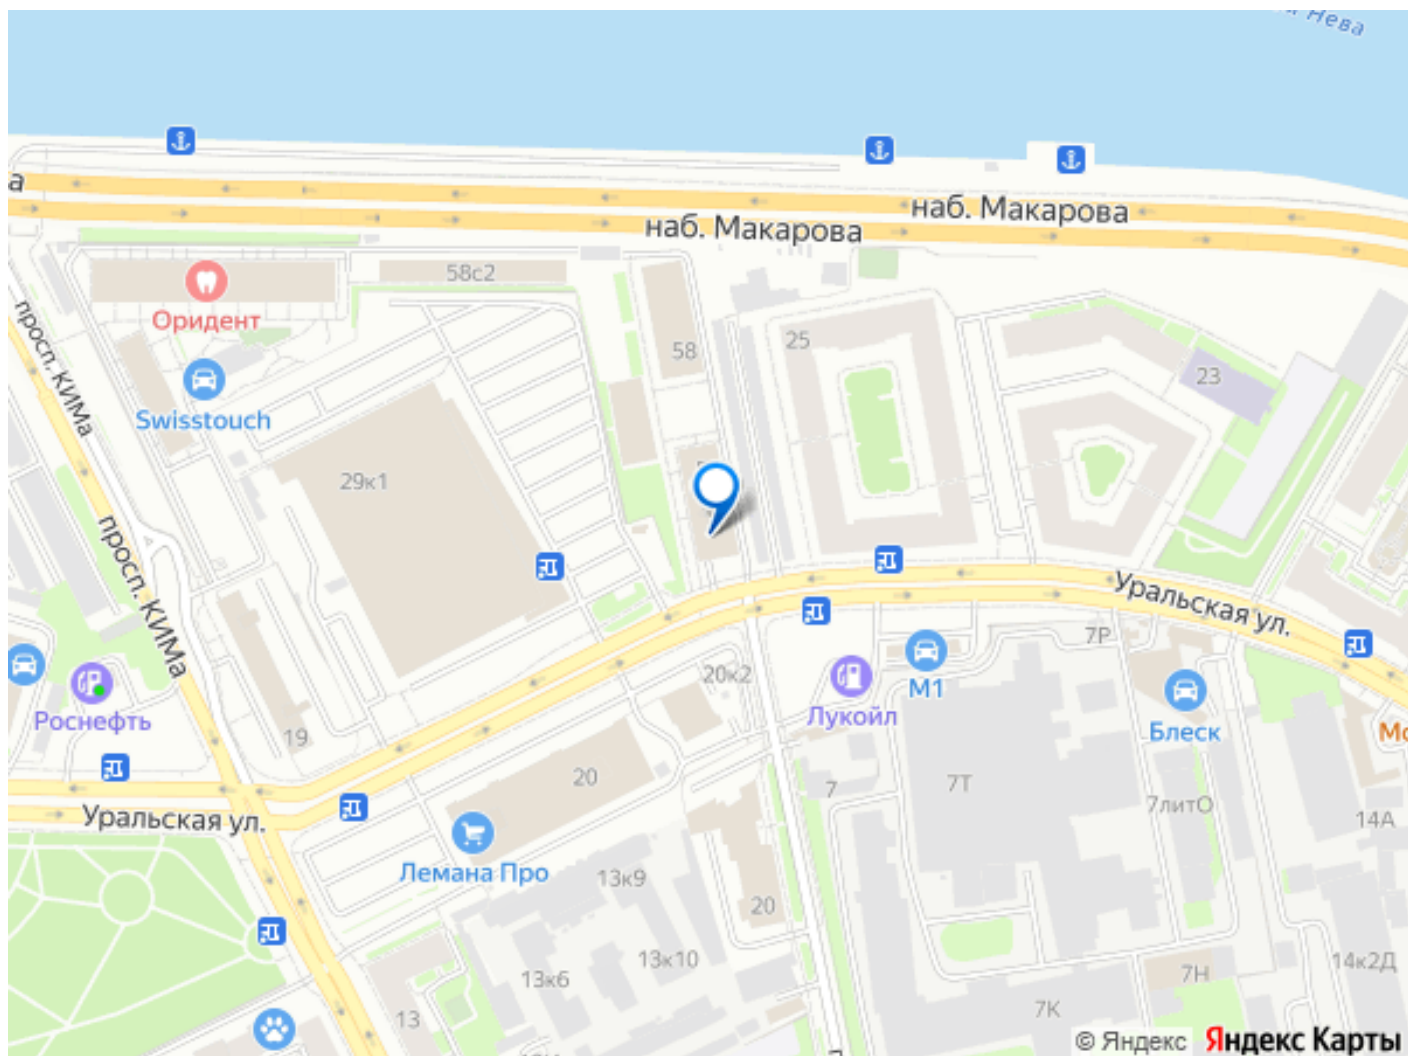 Нева
наб. Макарова
наб. Макарова
58с2
Оридент
просп. КИМа
58
25
23
Swisstouch
29к1
просп. КИМа
Уральская ул.
7Р
20к2
М1
Роснефть
Лукойл
Блеск
19
20
7
7Т
7литО
14А
Уральская ул.
Лемана Про
13к9
20
13к10
13к6
7Н
14к2Д
13
7К
© Яндекс Яндекс Карты